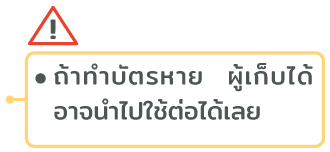 • ถ้าทำบัตรหาย ผู้เก็บได้
อาจนำไปใช้ต่อได้เลย